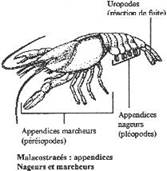 Uropodes
(réaction de fuite)
Appendices
nageurs
(pléopodes)
Appendices marcheurs
(péréiopodes)
Malacostracés : appendices
Nageurs et marcheurs